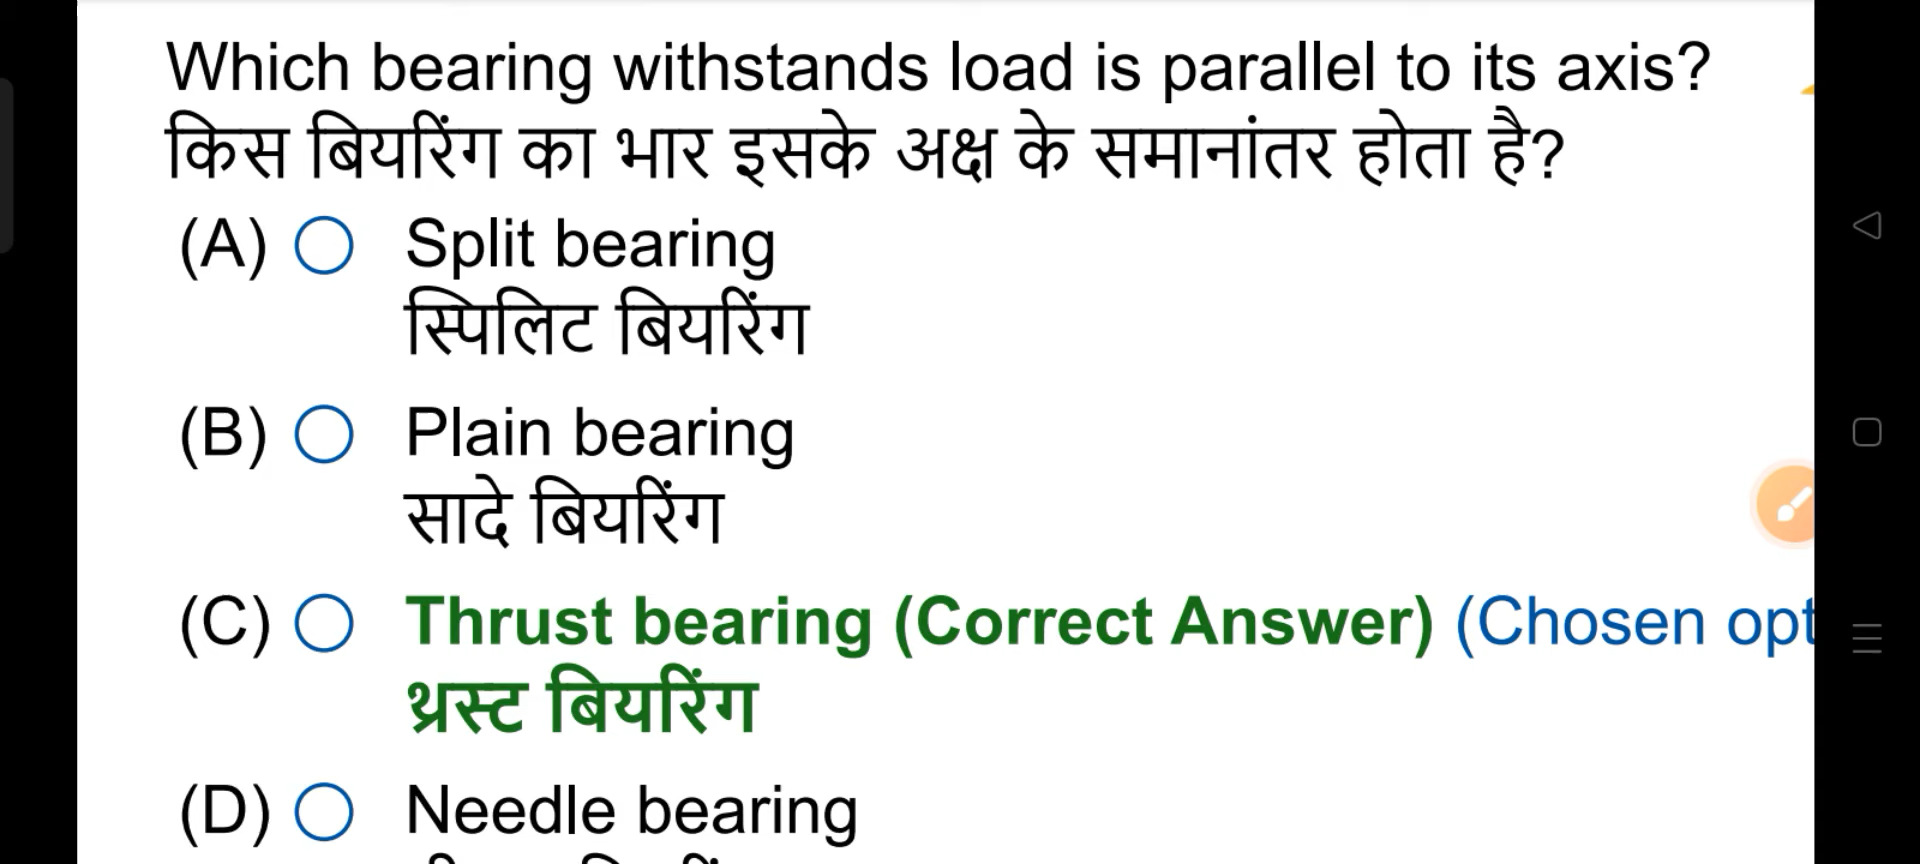 Which bearing withstands load is parallel to its axis?
किस बियरिंग का भार इसके अक्ष के समानांतर होता है?
(A) Split bearing
स्पिलिट बियरिंग
(B) Plain bearing
सादे बियरिंग
(C) Thrust bearing (Correct Answer) (Chosen opt
थ्रस्ट बियरिंग
(D) Needle bearing